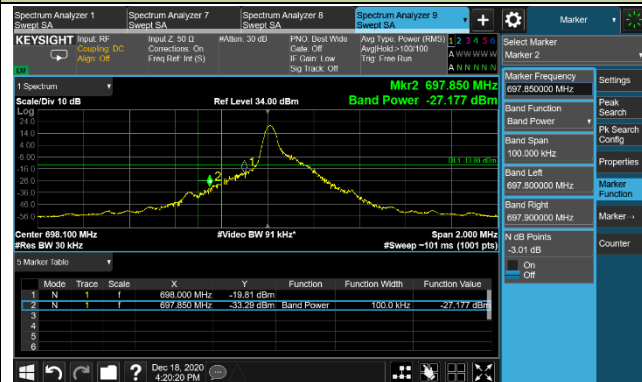 Spectrum Analyzer 1
Swept SA
Spectrum Analyzer 7
Swept SA
Spectrum Analyzer 8
Swept SA
Spectrum Analyzer 9
Swept SA
Marker
KEYSIGHT
Input: RF
Coupling: DC
Align: Off
Input Z: 50 Ω
Corrections: On
Freq Ref: Int (S)
#Atten: 30 dB
PNO: Best Wide
Gate: Off
IF Gain: Low
Sig Track: Off
Avg Type: Power (RMS)
Avg|Hold:>100/100
Trig: Free Run
1 2 3 4 5 6
A W W W W W
A N N N N N
LXI
Select Marker
Marker 2
1 Spectrum
Mkr2 697.850 MHz
Scale/Div 10 dB
Ref Level 34.00 dBm
Band Power -27.177 dBm
Log
24.0
14.0
4.00
-6.00
-16.0
-26.0
-36.0
-46.0
-56.0
1
2
DL1 -13.00 dBm
Center 698.100 MHz
#Video BW 91 kHz*
Span 2.000 MHz
#Res BW 30 kHz
#Sweep ~101 ms (1001 pts)
5 Marker Table
Mode Trace Scale X Y Function Function Width Function Value
1 N 1 f 698.000 MHz -19.81 dBm
2 N 1 f 697.850 MHz -33.29 dBm Band Power 100.0 kHz -27.177 dBm
3
4
5
6
Marker Frequency
697.850000 MHz
Band Function
Band Power
Band Span
100.000 kHz
Band Left
697.800000 MHz
Band Right
697.900000 MHz
N dB Points
-3.01 dB
On
Off
Settings
Peak
Search
Pk Search
Config
Properties
Marker
Function
Marker→
Counter
Dec 18, 2020
4:20:20 PM